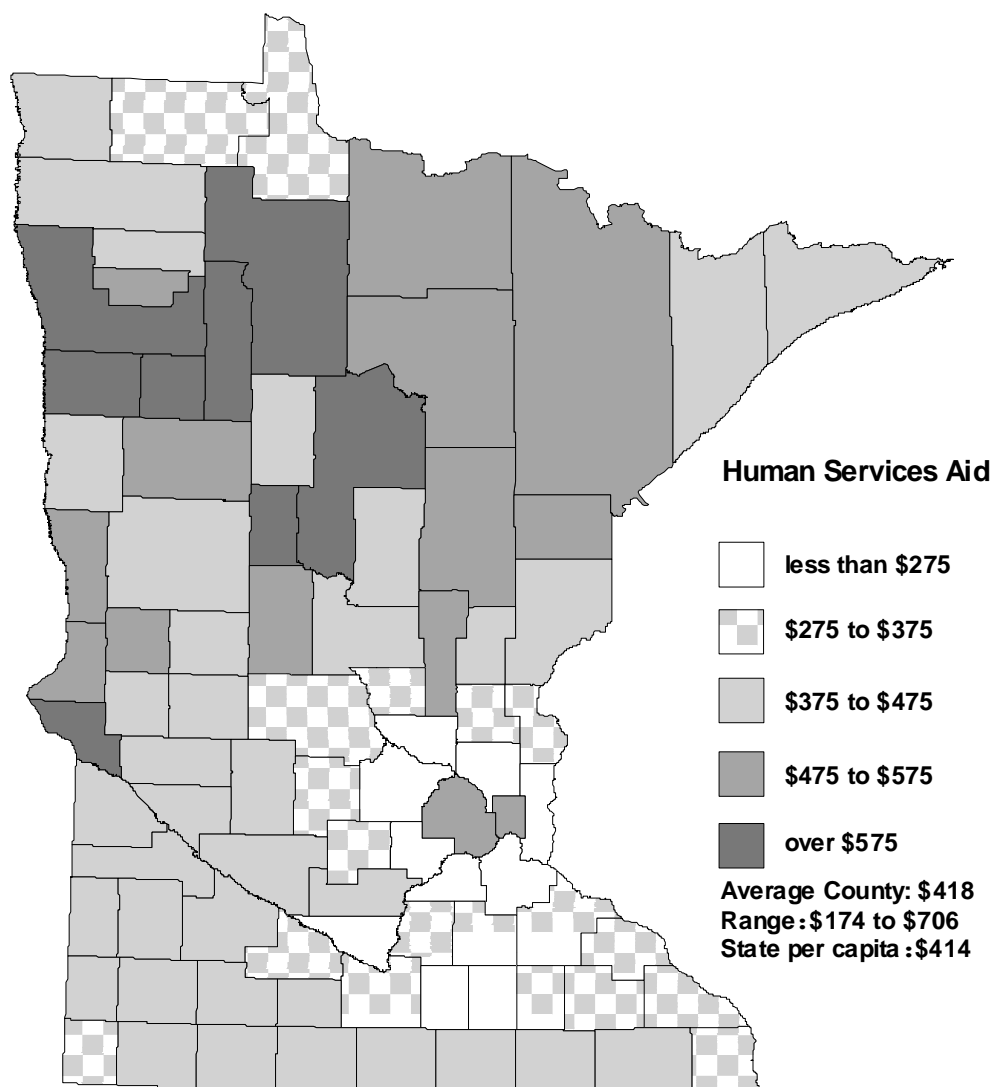 Human Services Aid
less than $275
$275 to $375
$375 to $475
$475 to $575
over $575
Average County: $418
Range: $174 to $706
State per capita: $414